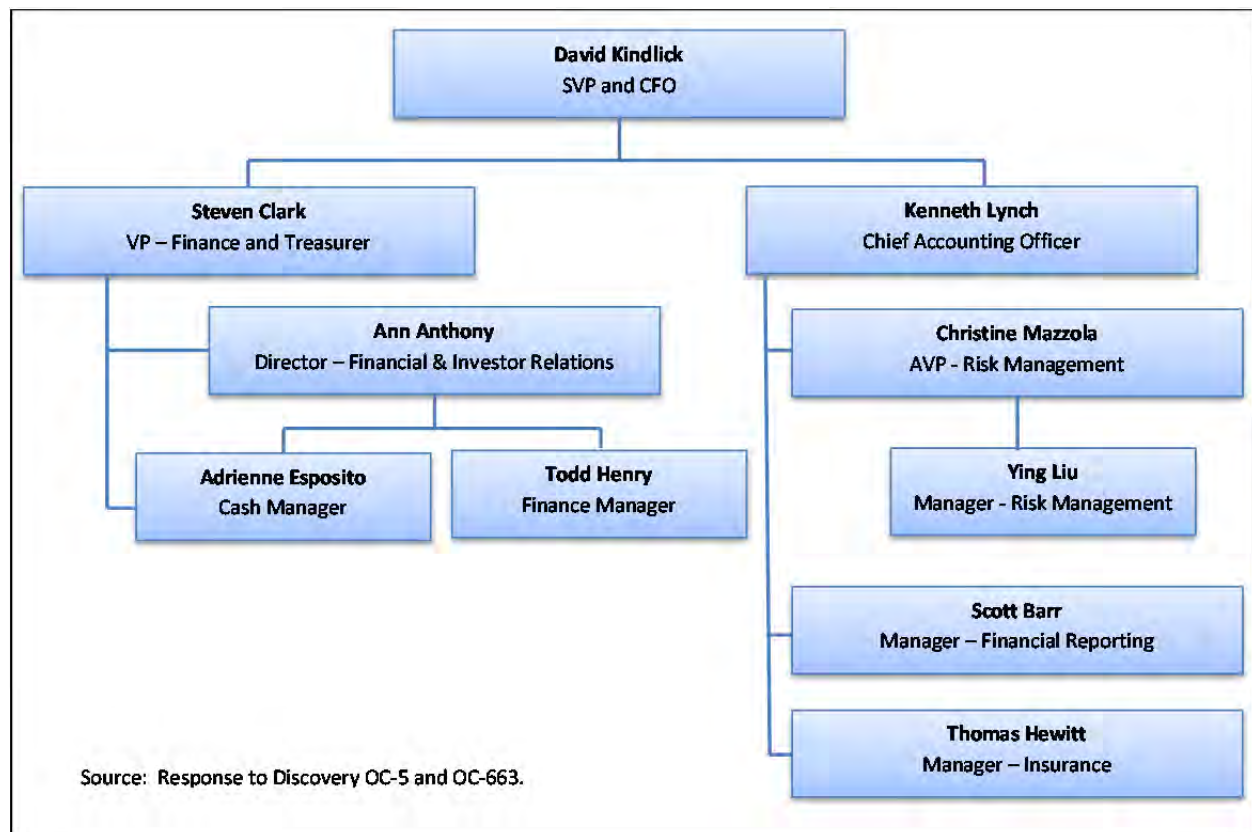 David Kindlick
SVP and CFO
Steven Clark
VP – Finance and Treasurer
Kenneth Lynch
Chief Accounting Officer
Ann Anthony
Director – Financial & Investor Relations
Christine Mazzola
AVP - Risk Management
Adrienne Esposito
Cash Manager
Todd Henry
Finance Manager
Ying Liu
Manager - Risk Management
Scott Barr
Manager – Financial Reporting
Thomas Hewitt
Manager – Insurance
Source: Response to Discovery OC-5 and OC-663.